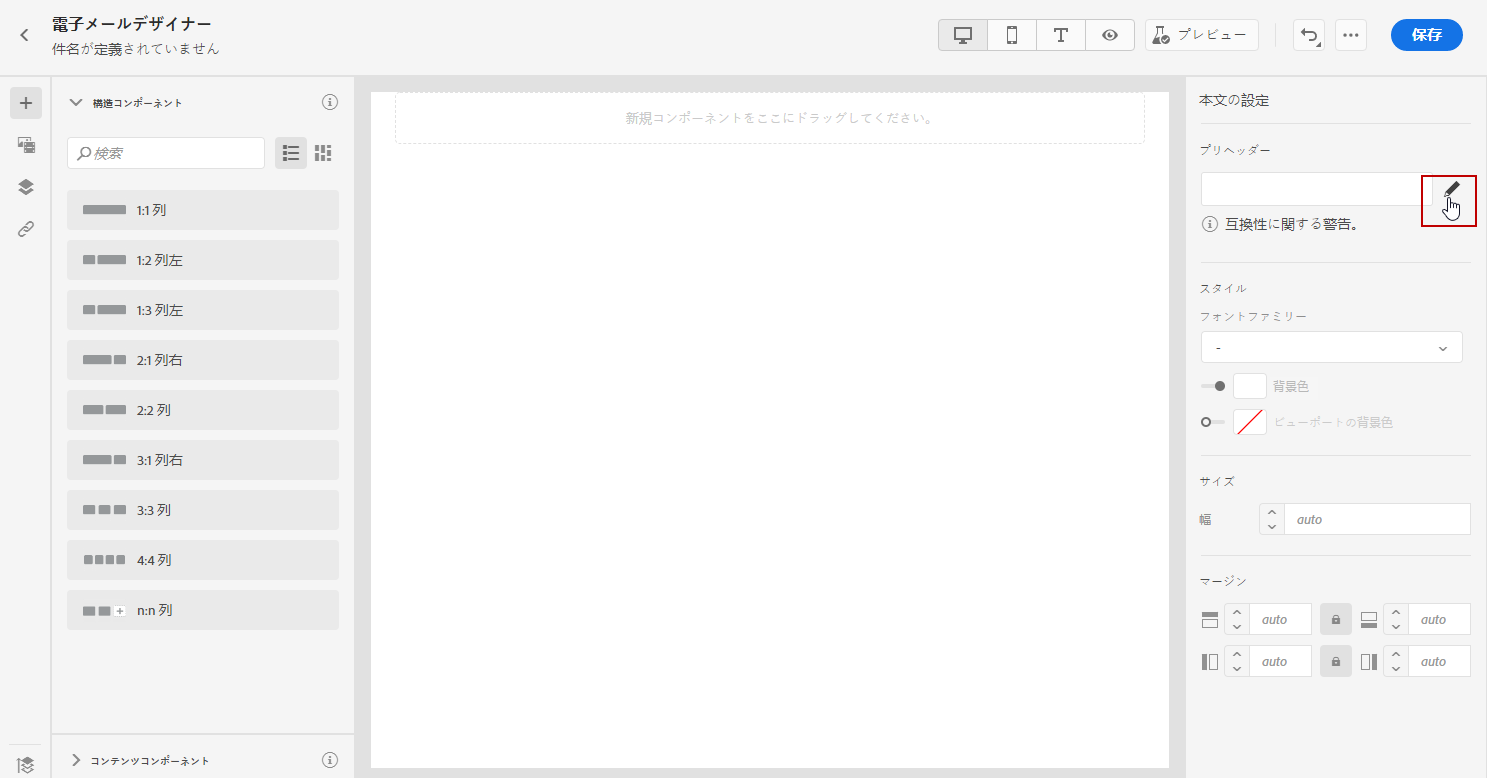 電子メールデザイナー
件名が定義されていません
プレビュー
保存
構造コンポーネント
検索
1:1 列
1:2 列左
1:3 列左
2:1 列右
2:2 列
3:1 列右
3:3 列
4:4 列
n:n 列
コンテンツコンポーネント
新規コンポーネントをここにドラッグしてください。
本文の設定
プリヘッダー
互換性に関する警告。
スタイル
フォントファミリー
-
背景色
ビューポートの背景色
サイズ
幅
auto
マージン
auto
auto
auto
auto